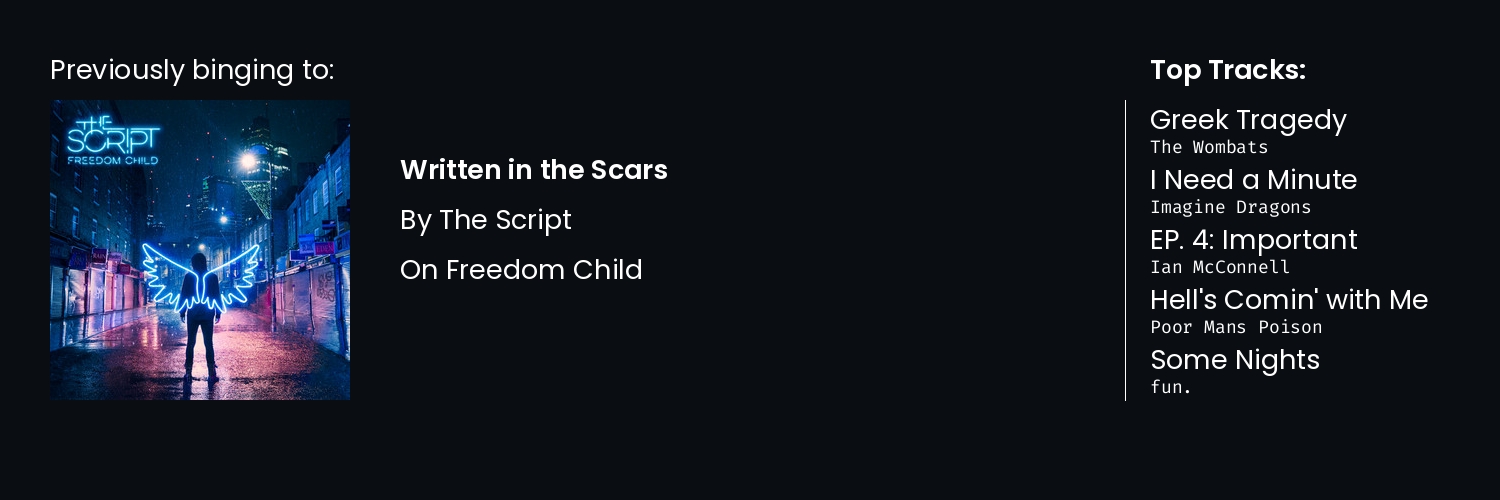 Previously binging to:
THE
SCRIPT
FREEDOM CHILD
Written in the Scars
By The Script
On Freedom Child
Top Tracks:
Greek Tragedy
The Wombats
I Need a Minute
Imagine Dragons
EP. 4: Important
Ian McConnell
Hell's Comin' with Me
Poor Mans Poison
Some Nights
fun.